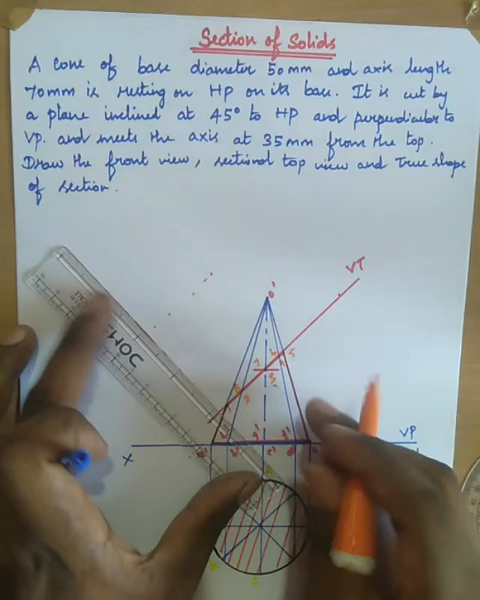 Section of Solids
A cone of base diameter 50mm and axis length
70mm is resting on HP on its base. It is cut by
a plane inclined at 45° to HP and perpendicular to
VP. and meets the axis at 35mm from the top.
Draw the front view, sectional top view and True shape
of section.
VT
o'
VP
X